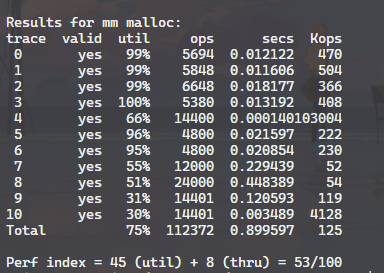 Results for mm malloc:
trace valid util ops secs Kops
0 yes 99% 5694 0.012122 470
1 yes 99% 5848 0.011606 504
2 yes 99% 6648 0.018177 366
3 yes 100% 5380 0.013192 408
4 yes 66% 14400 0.000140103004
5 yes 96% 4800 0.021597 222
6 yes 95% 4800 0.020854 230
7 yes 55% 12000 0.229439 52
8 yes 51% 24000 0.448389 54
9 yes 31% 14401 0.120593 119
10 yes 30% 14401 0.003489 4128
Total 75% 112372 0.899597 125
Perf index = 45 (util) + 8 (thru) = 53/100